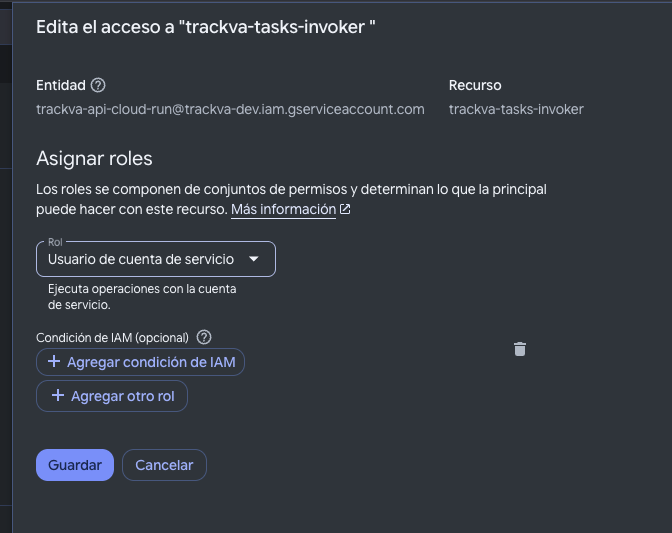 Edita el acceso a "trackva-tasks-invoker "
Entidad
Recurso
trackva-api-cloud-run@trackva-dev.iam.gserviceaccount.com
trackva-tasks-invoker
Asignar roles
Los roles se componen de conjuntos de permisos y determinan lo que la principal
puede hacer con este recurso. Más información
Rol
Usuario de cuenta de servicio
Ejecuta operaciones con la cuenta
de servicio.
Condición de IAM (opcional)
Agregar condición de IAM
Agregar otro rol
Guardar
Cancelar